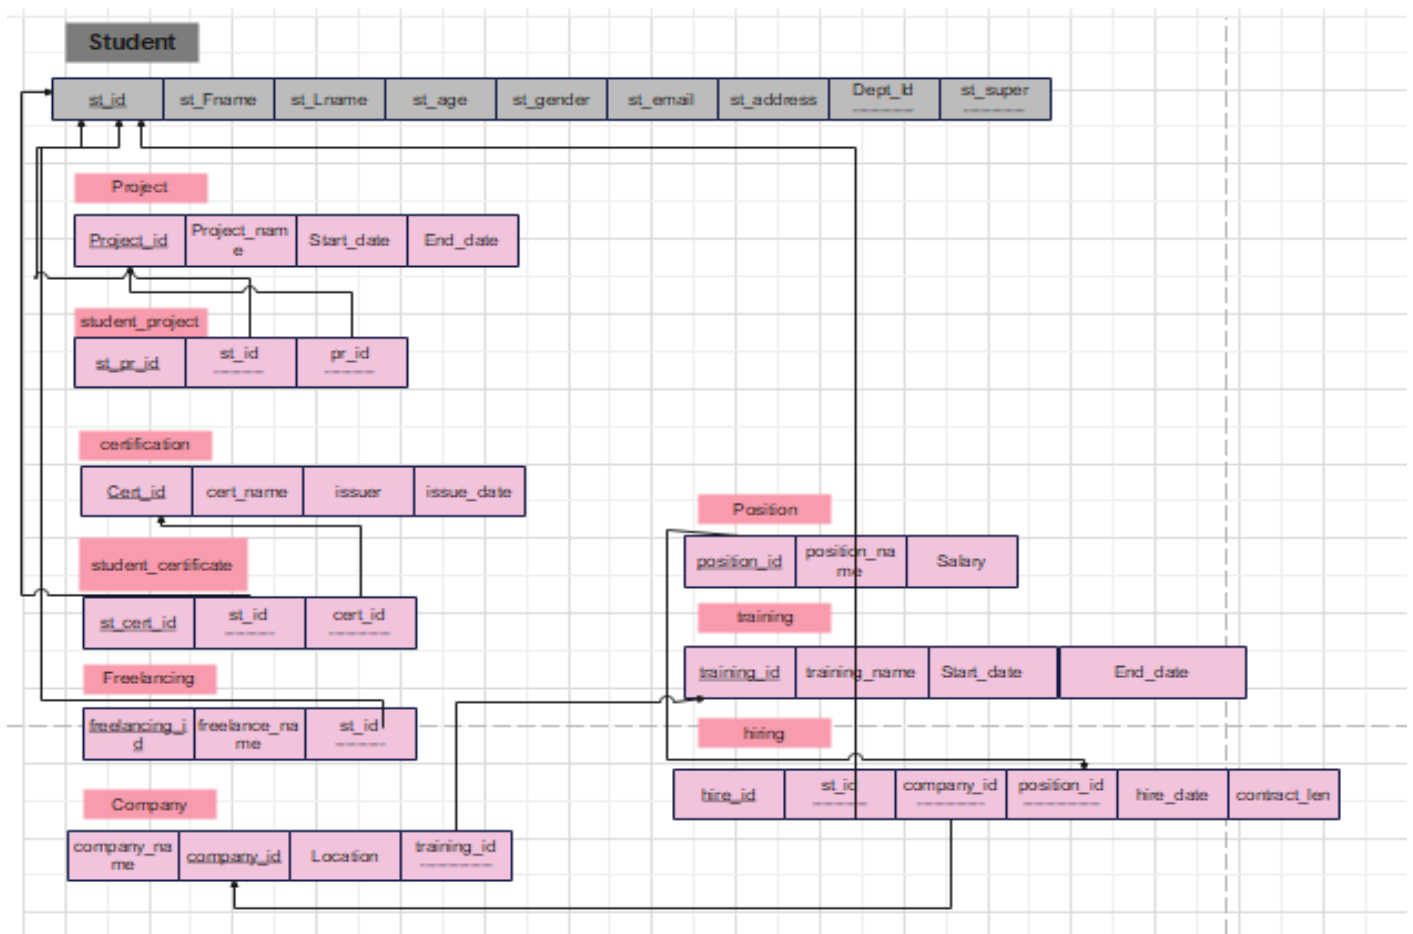 Student
st_id st_Fname st_Lname st_age st_gender st_email st_address Dept_Id st_super
Project
Project_id Project_nam
e Start_date End_date
student_project
st_pr_id st_id pr_id
certification
Cert_id cert_name issuer issue_date
student_certificate
st_cert_id st_id cert_id
Freelancing
freelancing_i
d freelance_na
me st_id
Company
company_na
me company_id Location training_id
Position
position_id position_na
me Salary
training
training_id training_name Start_date End_date
hiring
hire_id st_id company_id position_id hire_date contract_len